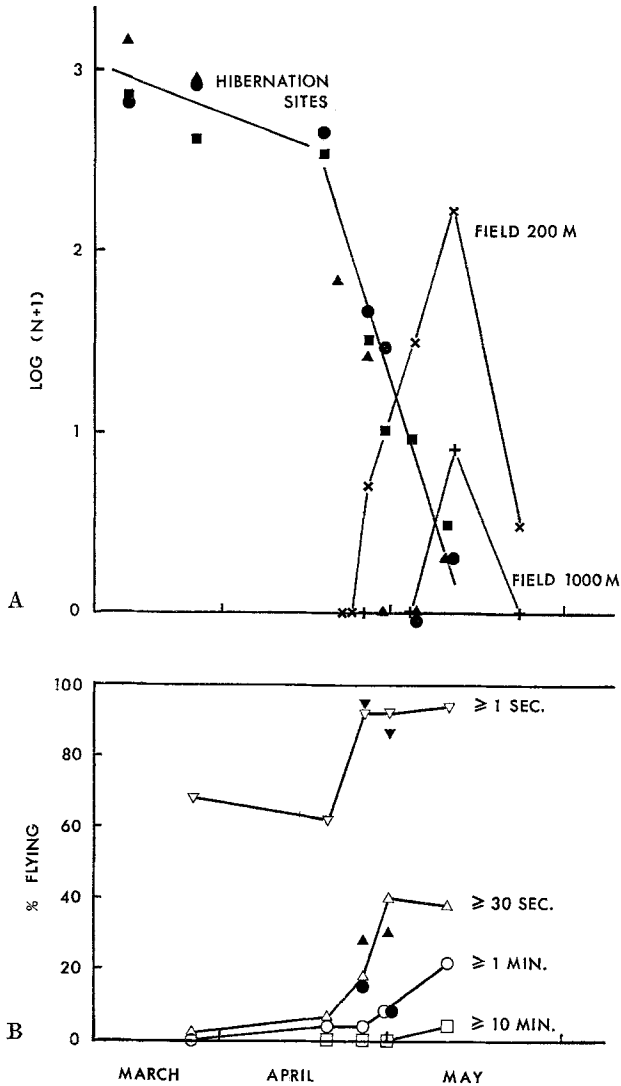 3
HIBERNATION
SITES
2
FIELD 200 M
LOG (N+1)
1
FIELD 1000 M
A
0
100
⩾ 1 SEC.
80
60
% FLYING
40
⩾ 30 SEC.
20
⩾ 1 MIN.
⩾ 10 MIN.
B
0
MARCH APRIL MAY